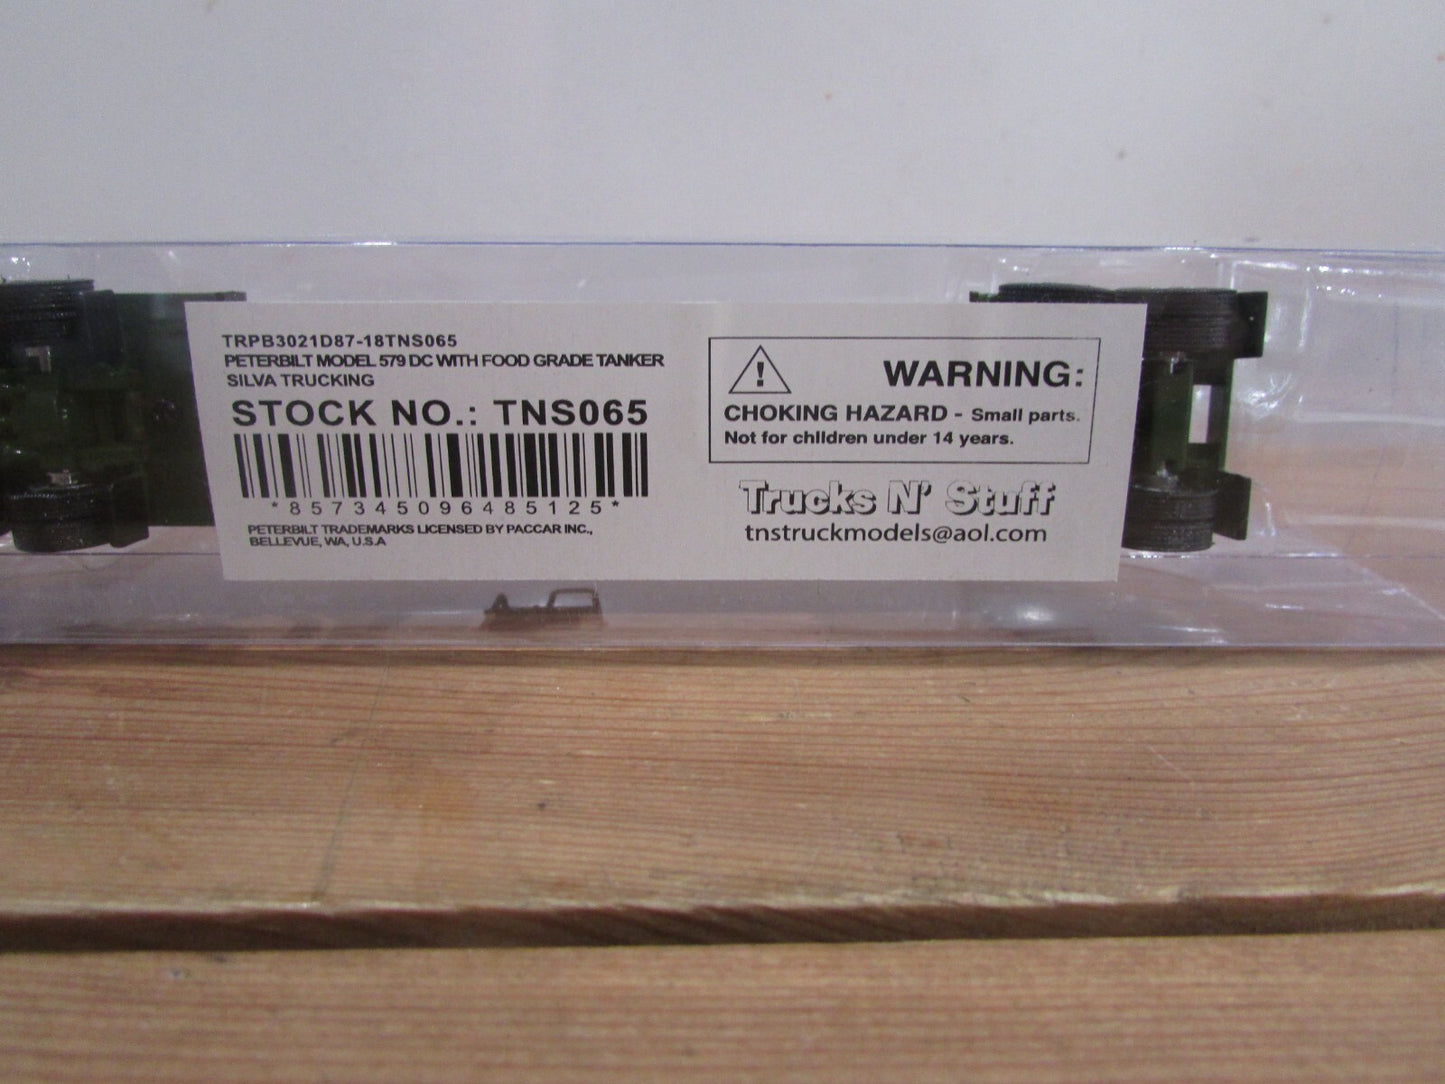 TRPB3021D87-18TNS065
PETERBILT MODEL 579 DC WITH FOOD GRADE TANKER
SILVA TRUCKING
STOCK NO.: TNS065
*857345096485125*
PETERBILT TRADEMARKS LICENSED BY PACCAR INC.,
BELLEVUE, WA, U.S.A
! WARNING:
CHOKING HAZARD - Small parts.
Not for children under 14 years.
Trucks N' Stuff
tnstruckmodels@aol.com